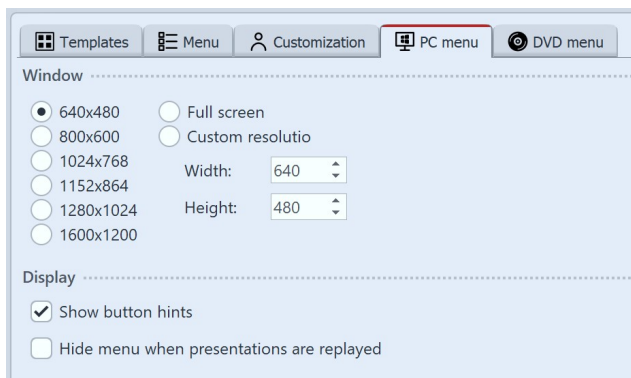 Templates Menu Customization PC menu DVD menu
Window
640x480 Full screen
800x600 Custom resolutio
1024x768
Width: 640
1152x864
1280x1024 Height: 480
1600x1200
Display
Show button hints
Hide menu when presentations are replayed